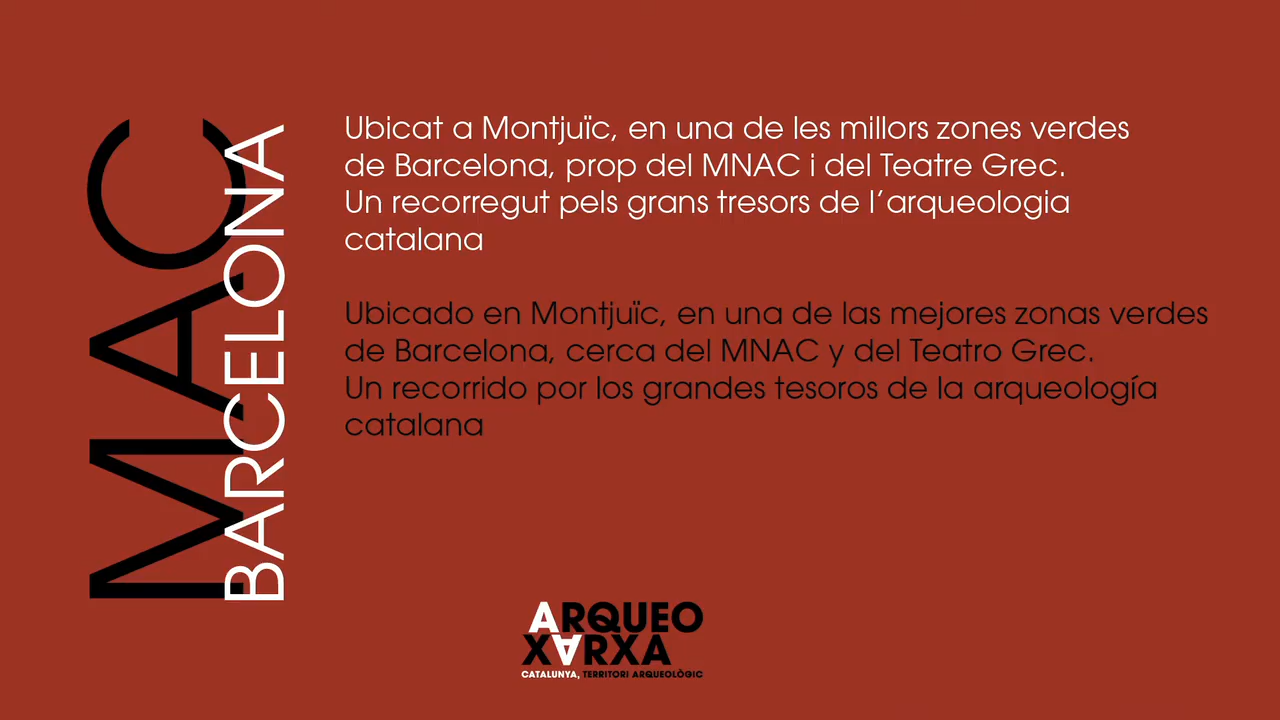 MAC
BARCELONA
Ubicat a Montjuïc, en una de les millors zones verdes
de Barcelona, prop del MNAC i del Teatre Grec.
Un recorregut pels grans tresors de l’arqueologia
catalana
Ubicado en Montjuïc, en una de las mejores zonas verdes
de Barcelona, cerca del MNAC y del Teatro Grec.
Un recorrido por los grandes tesoros de la arqueología
catalana
ARQUEO
XARXA
CATALUNYA, TERRITORI ARQUEOLÒGIC